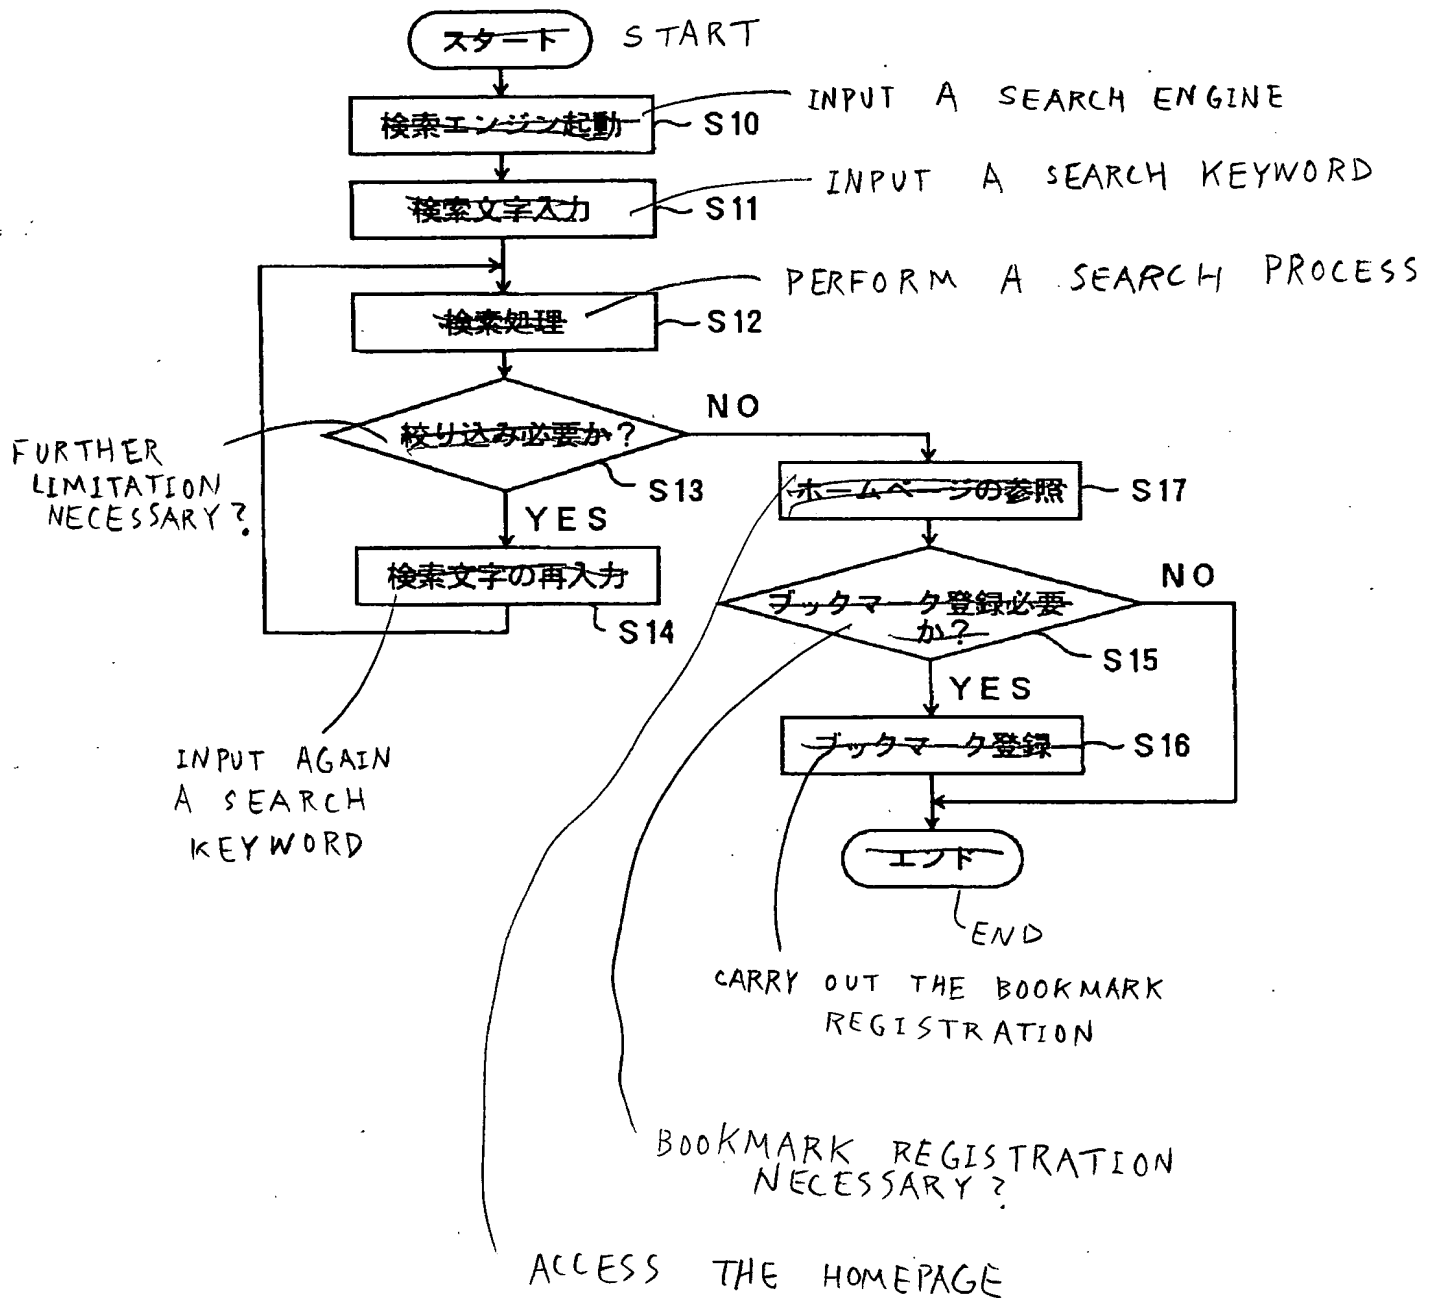 スタート START
検索エンジン起動 S10 INPUT A SEARCH ENGINE
検索文字入力 S11 INPUT A SEARCH KEYWORD
検索処理 S12 PERFORM A SEARCH PROCESS
絞り込み必要か？ NO
S13
FURTHER
LIMITATION
NECESSARY?
YES
検索文字の再入力
S14
INPUT AGAIN
A SEARCH
KEYWORD
ホームページの参照 S17
ブックマーク登録必要
か？
NO
S15
YES
ブックマーク登録 S16
エンド
END
CARRY OUT THE BOOKMARK
REGISTRATION
BOOKMARK REGISTRATION
NECESSARY?
ACCESS THE HOMEPAGE